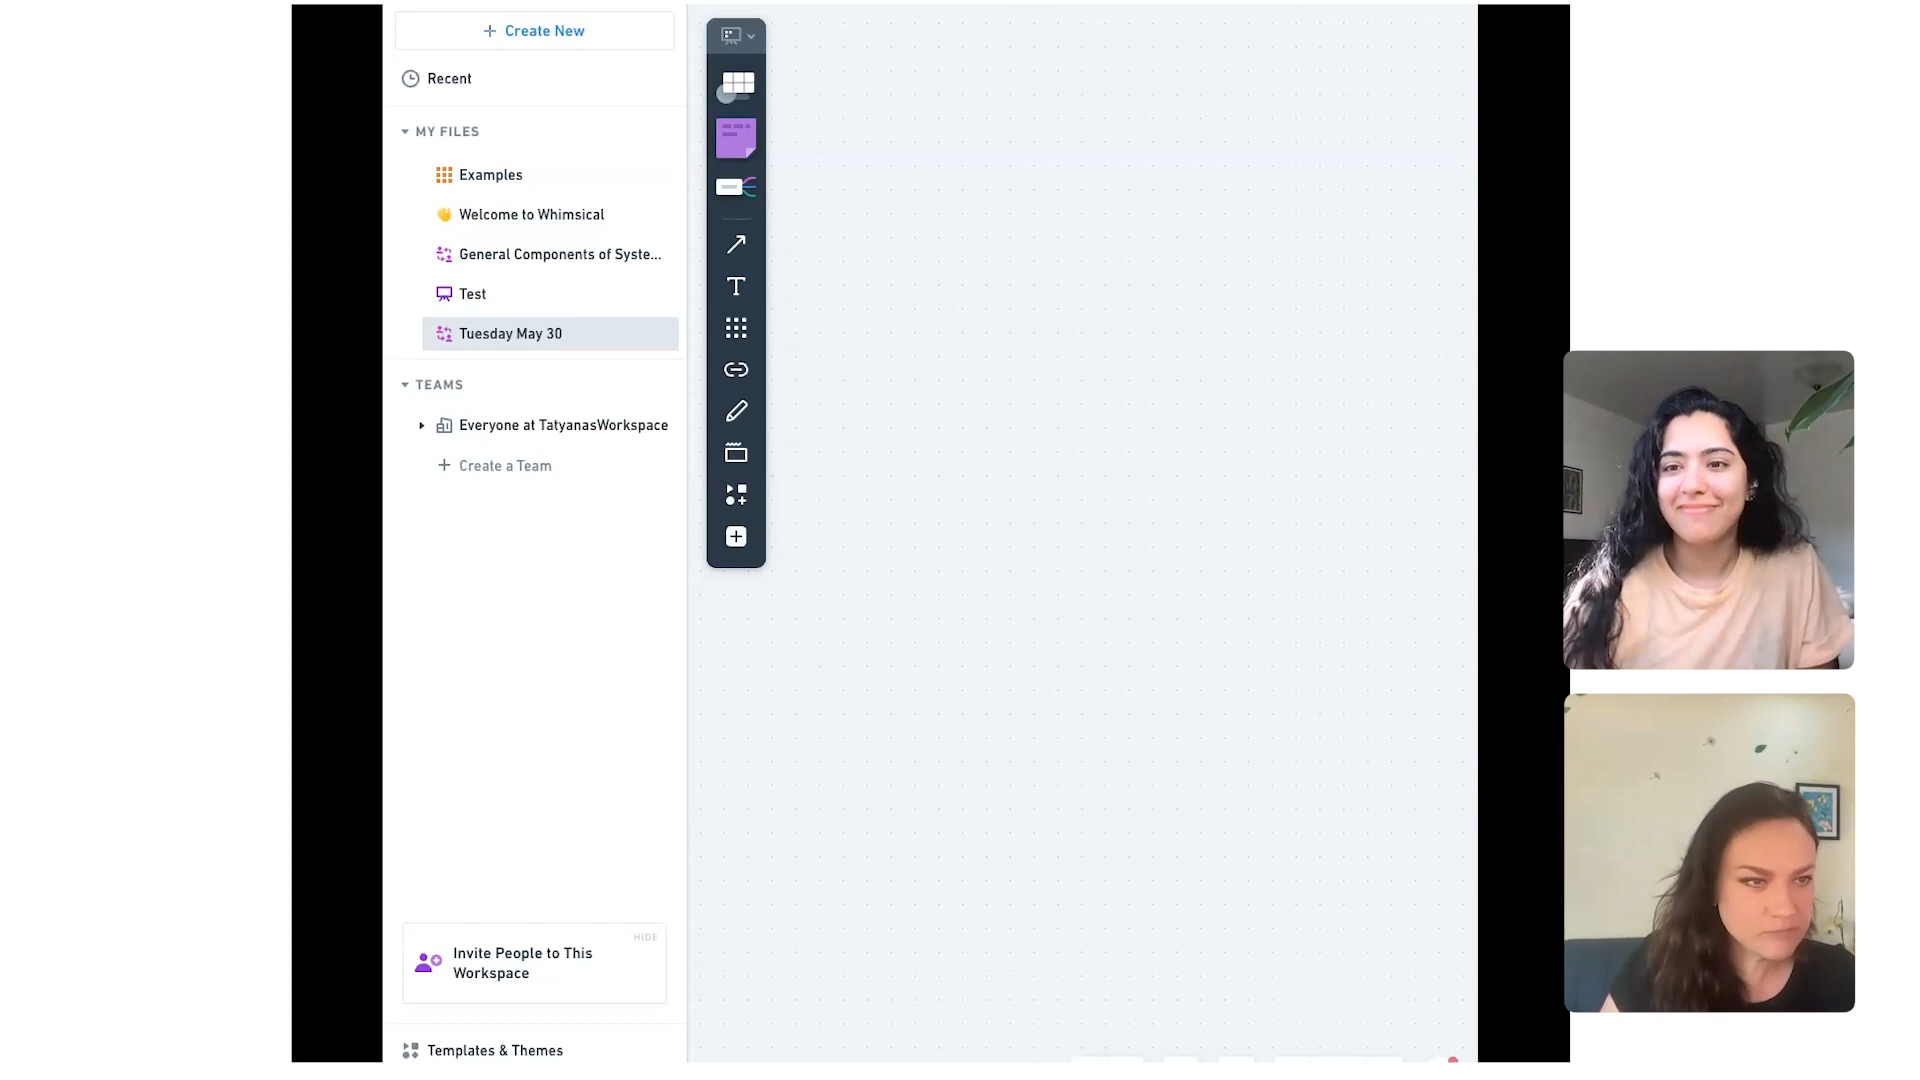 Create New
Recent
MY FILES
Examples
Welcome to Whimsical
General Components of Syste...
Test
Tuesday May 30
TEAMS
Everyone at TatyanasWorkspace
Create a Team
HIDE
Invite People to This
Workspace
Templates & Themes
T